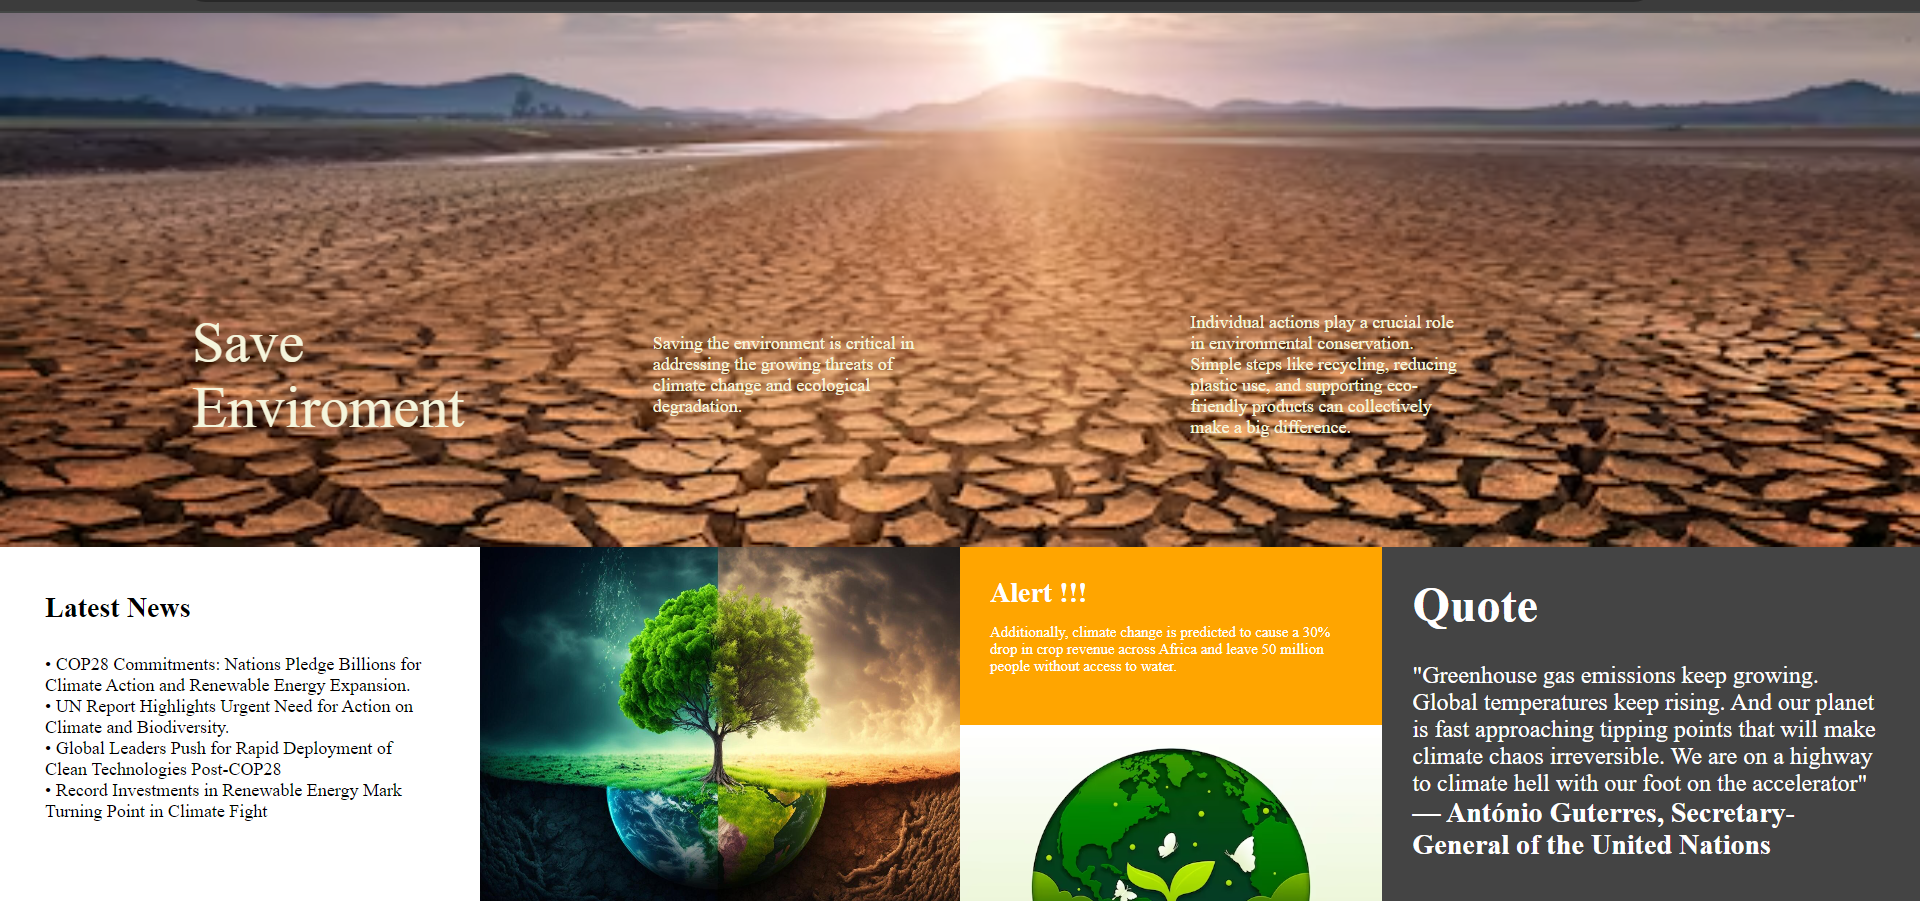 Save
Enviroment
Saving the environment is critical in
addressing the growing threats of
climate change and ecological
degradation.
Individual actions play a crucial role
in environmental conservation.
Simple steps like recycling, reducing
plastic use, and supporting eco-
friendly products can collectively
make a big difference.
Latest News
• COP28 Commitments: Nations Pledge Billions for
Climate Action and Renewable Energy Expansion.
• UN Report Highlights Urgent Need for Action on
Climate and Biodiversity.
• Global Leaders Push for Rapid Deployment of
Clean Technologies Post-COP28
• Record Investments in Renewable Energy Mark
Turning Point in Climate Fight
Alert !!!
Additionally, climate change is predicted to cause a 30%
drop in crop revenue across Africa and leave 50 million
people without access to water.
Quote
"Greenhouse gas emissions keep growing.
Global temperatures keep rising. And our planet
is fast approaching tipping points that will make
climate chaos irreversible. We are on a highway
to climate hell with our foot on the accelerator"
— António Guterres, Secretary-
General of the United Nations